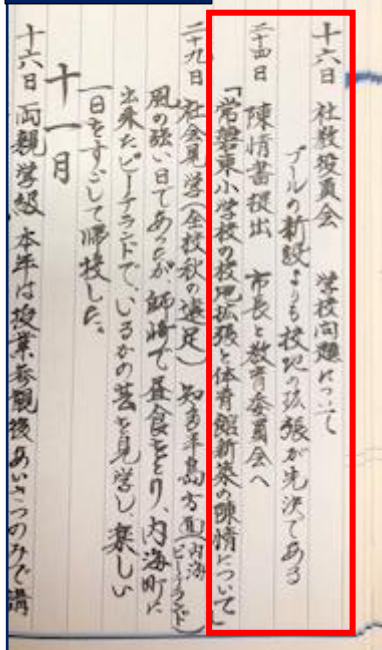 十六日 社教役員会 学校問題について
プールの新設よりも校地の拡張が先決である
二十四日 陳情書提出 市長と教育委員会へ
「常磐東小学校の校地拡張と体育館新築の陳情について」
二十九日 社会見学(全校秋の遠足) 知多半島方面(内海ビーチランド)
風の強い日であったが師崎で昼食をとり、内海町に
出来たビーチランドで、いるかの芸を見学し楽しい
一日をすごして帰校した。
十一月
十六日 両親学級 本年は授業参観後あいさつのみで講